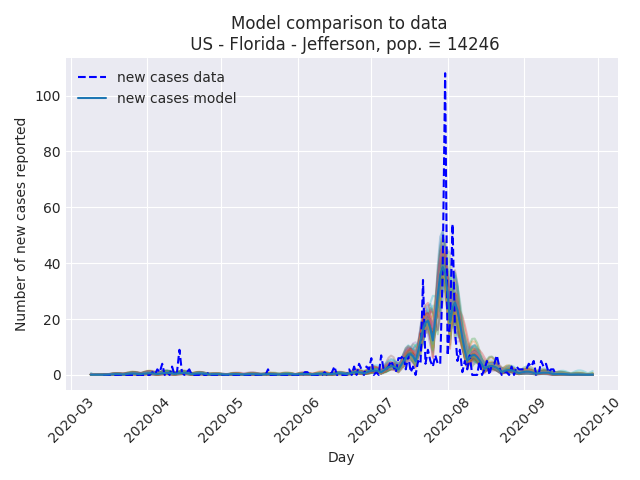 Model comparison to data
US - Florida - Jefferson, pop. = 14246
new cases data
new cases model
Number of new cases reported
100
80
60
40
20
0
2020-03
2020-04
2020-05
2020-06
2020-07
2020-08
2020-09
2020-10
Day